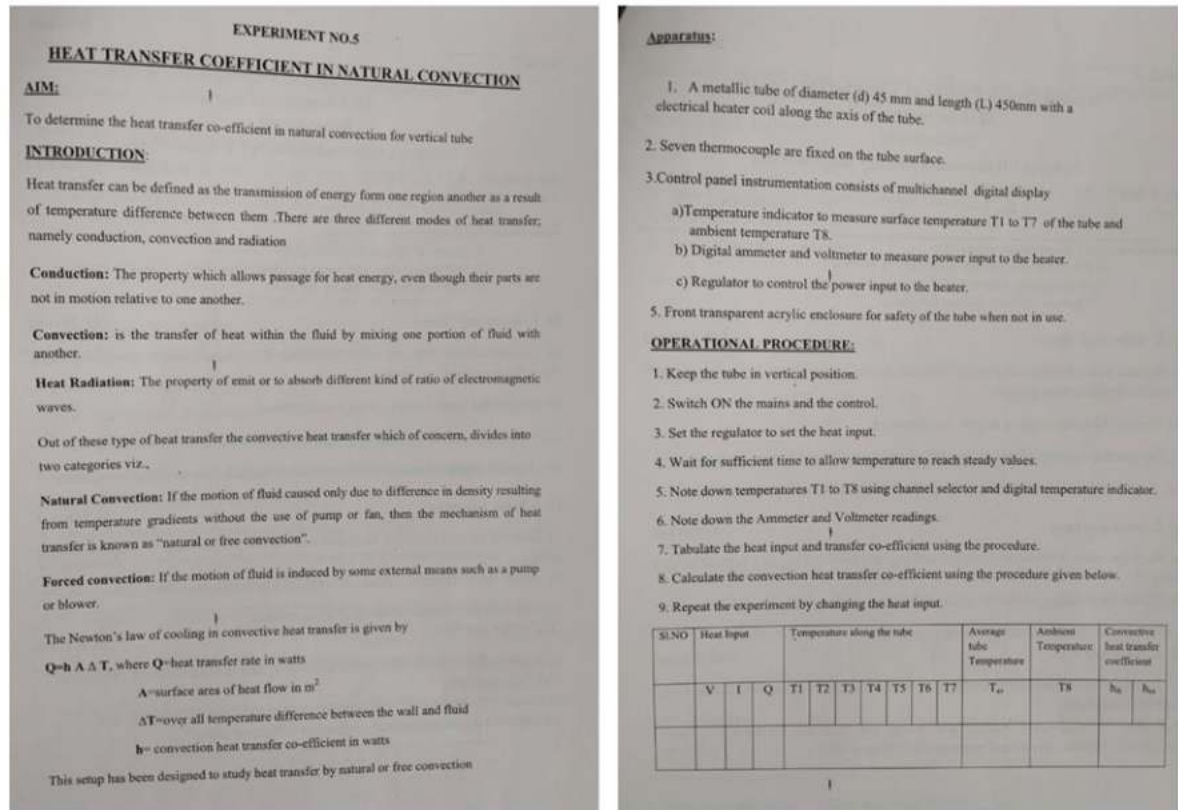 EXPERIMENT NO.5
HEAT TRANSFER COEFFICIENT IN NATURAL CONVECTION
AIM:
To determine the heat transfer co-efficient in natural convection for vertical tube
INTRODUCTION:
Heat transfer can be defined as the transmission of energy form one region another as a result
of temperature difference between them .There are three different modes of heat transfer;
namely conduction, convection and radiation
Conduction: The property which allows passage for heat energy, even though their parts are
not in motion relative to one another.
Convection: is the transfer of heat within the fluid by mixing one portion of fluid with
another.
Heat Radiation: The property of emit or to absorb different kind of ratio of electromagnetic
waves.
Out of these type of heat transfer the convective heat transfer which of concern, divides into
two categories viz.,
Natural Convection: If the motion of fluid caused only due to difference in density resulting
from temperature gradients without the use of pump or fan, then the mechanism of heat
transfer is known as "natural or free convection".
Forced convection: If the motion of fluid is induced by some external means such as a pump
or blower.
The Newton's law of cooling in convective heat transfer is given by
Q=h A Δ T, where Q=heat transfer rate in watts
A=surface area of heat flow in m²
ΔT=over all temperature difference between the wall and fluid
h= convection heat transfer co-efficient in watts
This setup has been designed to study heat transfer by natural or free convection
Apparatus:
1. A metallic tube of diameter (d) 45 mm and length (L) 450mm with a
electrical heater coil along the axis of the tube.
2. Seven thermocouple are fixed on the tube surface.
3.Control panel instrumentation consists of multichannel digital display
a)Temperature indicator to measure surface temperature T1 to T7 of the tube and
ambient temperature T8.
b) Digital ammeter and voltmeter to measure power input to the heater.
c) Regulator to control the power input to the heater.
5. Front transparent acrylic enclosure for safety of the tube when not in use.
OPERATIONAL PROCEDURE:
1. Keep the tube in vertical position.
2. Switch ON the mains and the control.
3. Set the regulator to set the heat input.
4. Wait for sufficient time to allow temperature to reach steady values.
5. Note down temperatures T1 to T8 using channel selector and digital temperature indicator.
6. Note down the Ammeter and Voltmeter readings.
7. Tabulate the heat input and transfer co-efficient using the procedure.
8. Calculate the convection heat transfer co-efficient using the procedure given below.
9. Repeat the experiment by changing the heat input.
SI.NO Heat Input Temperature along the tube Average tube Temperature Ambient Temperature Convective heat transfer coefficient
V I Q T1 T2 T3 T4 T5 T6 T7 T8